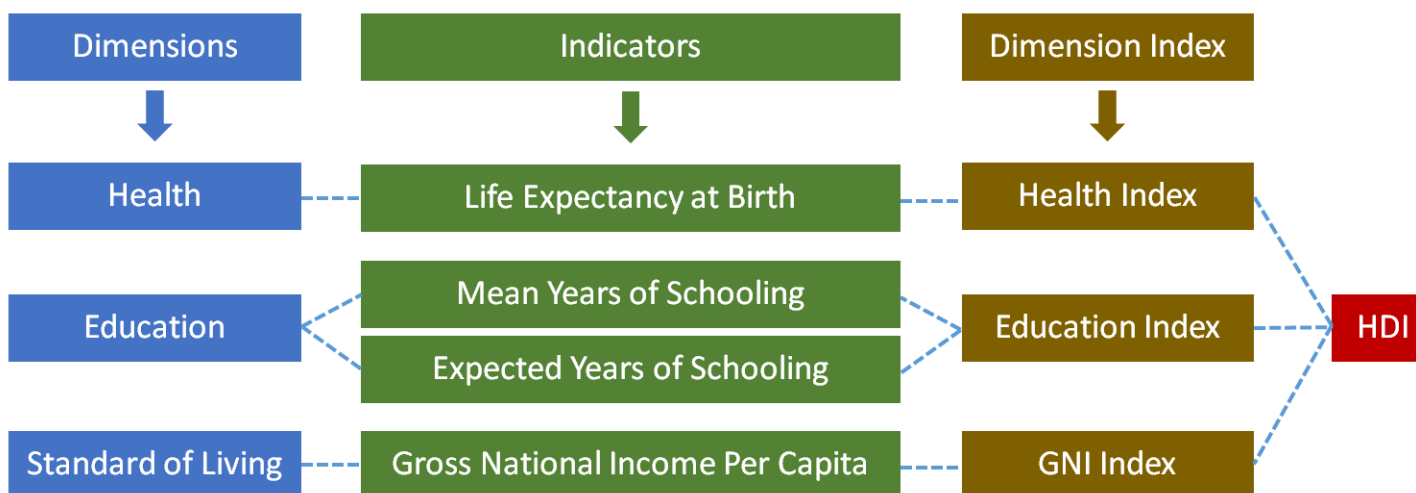 Dimensions
Indicators
Dimension Index
Health
Life Expectancy at Birth
Health Index
Education
Mean Years of Schooling
Expected Years of Schooling
Education Index
HDI
Standard of Living
Gross National Income Per Capita
GNI Index